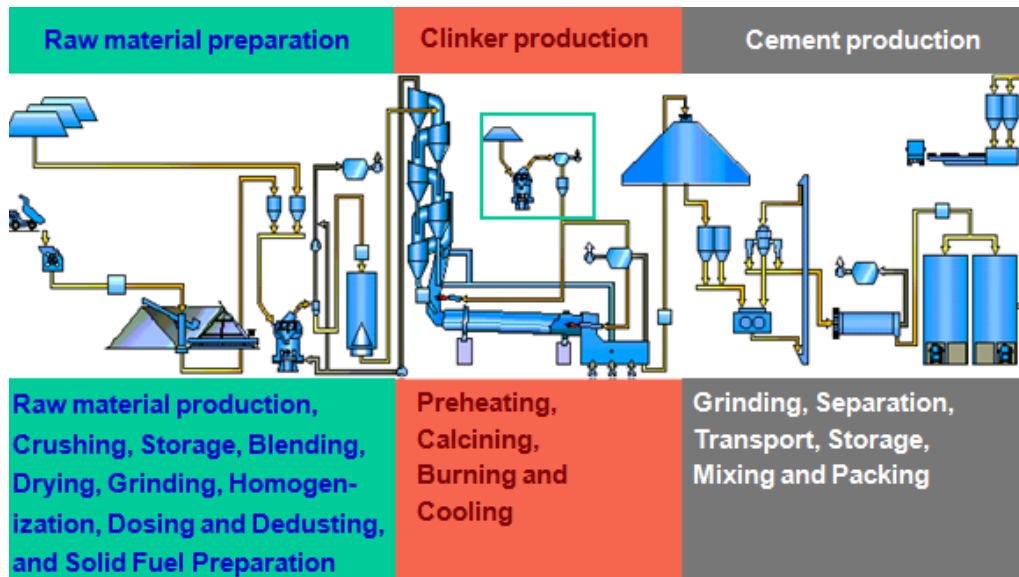 Raw material preparation
Clinker production
Cement production
Raw material production,
Crushing, Storage, Blending,
Drying, Grinding, Homogen-
ization, Dosing and Dedusting,
and Solid Fuel Preparation
Preheating,
Calcining,
Burning and
Cooling
Grinding, Separation,
Transport, Storage,
Mixing and Packing